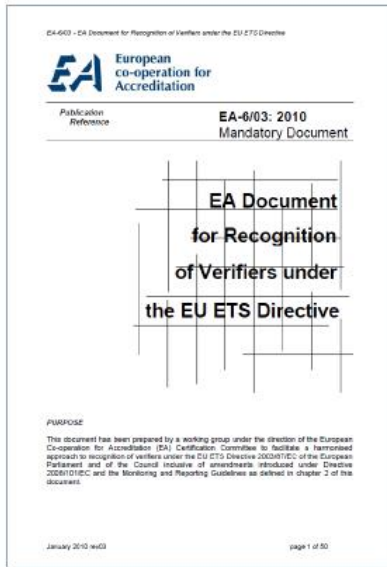 EA-6/03 – EA Document for Recognition of Verifiers under the EU ETS Directive
EA
European
co-operation for
Accreditation
Publication
Reference
EA-6/03: 2010
Mandatory Document
EA Document
for Recognition
of Verifiers under
the EU ETS Directive
PURPOSE
This document has been prepared by a working group under the direction of the European
Co-operation for Accreditation (EA) Certification Committee to facilitate a harmonised
approach to recognition of verifiers under the EU ETS Directive 2003/87/EC of the European
Parliament and of the Council inclusive of amendments introduced under Directive
2008/101/EC and the Monitoring and Reporting Guidelines as defined in chapter 2 of this
document.
January 2010 rev03
page 1 of 50